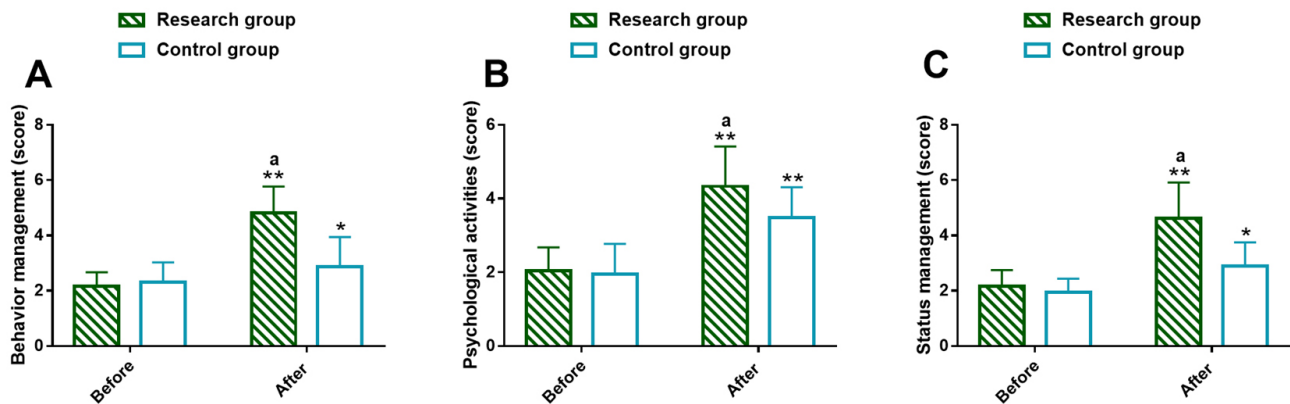 Research group
Control group
A
Behavior management (score)
8
6
4
2
0
a
**
*
Before
After
Research group
Control group
B
Psychological activities (score)
6
4
2
0
a
**
**
Before
After
Research group
Control group
C
Status management (score)
8
6
4
2
0
a
**
*
Before
After